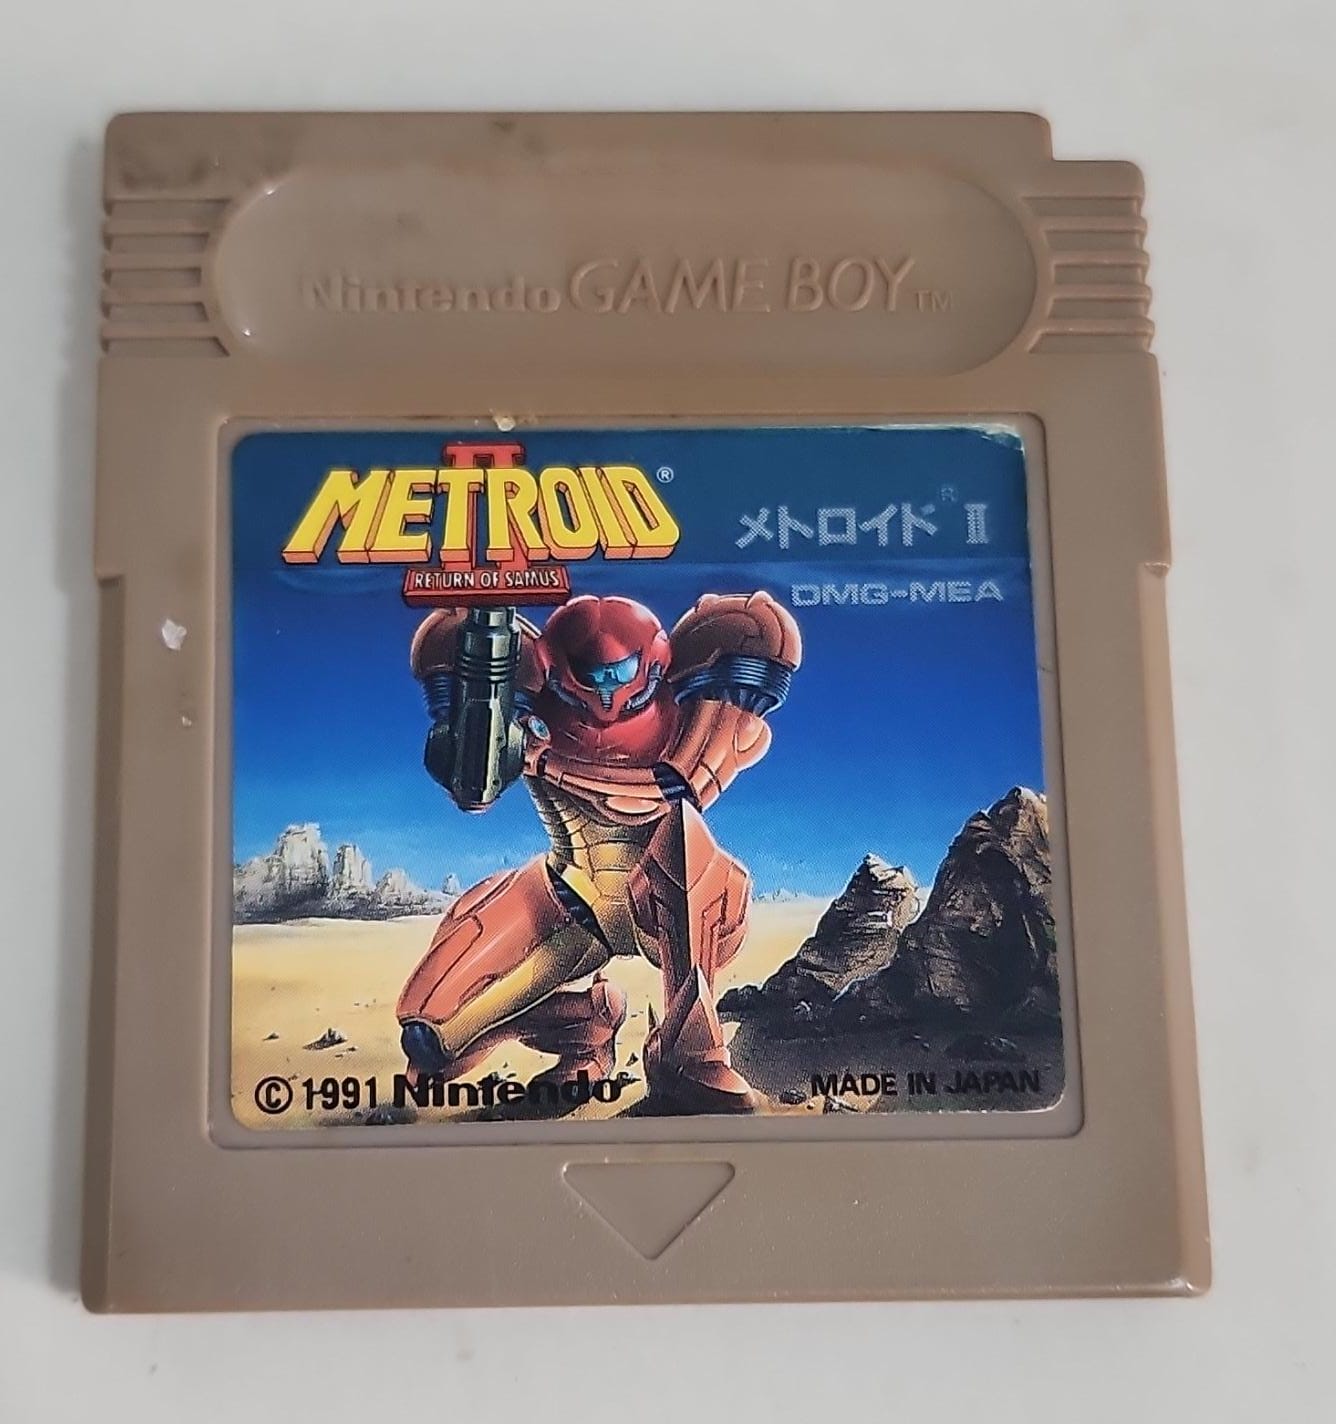 Nintendo GAME BOY TM
METROID®
II
RETURN OF SAMUS
メトロイド® II
DMG-MEA
© 1991 Nintendo
MADE IN JAPAN